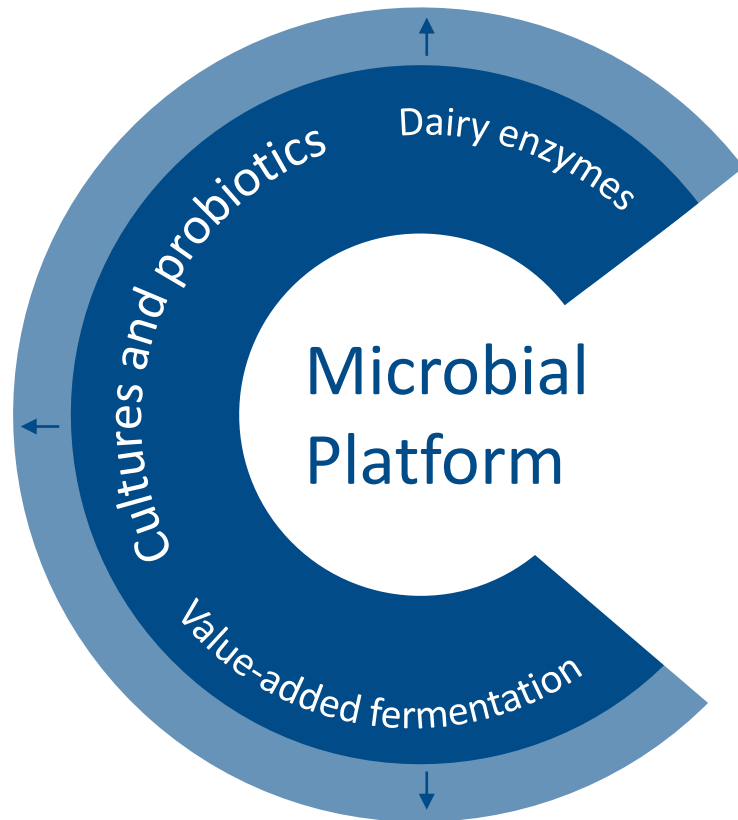 Dairy enzymes
Cultures and probiotics
Microbial
Platform
Value-added fermentation